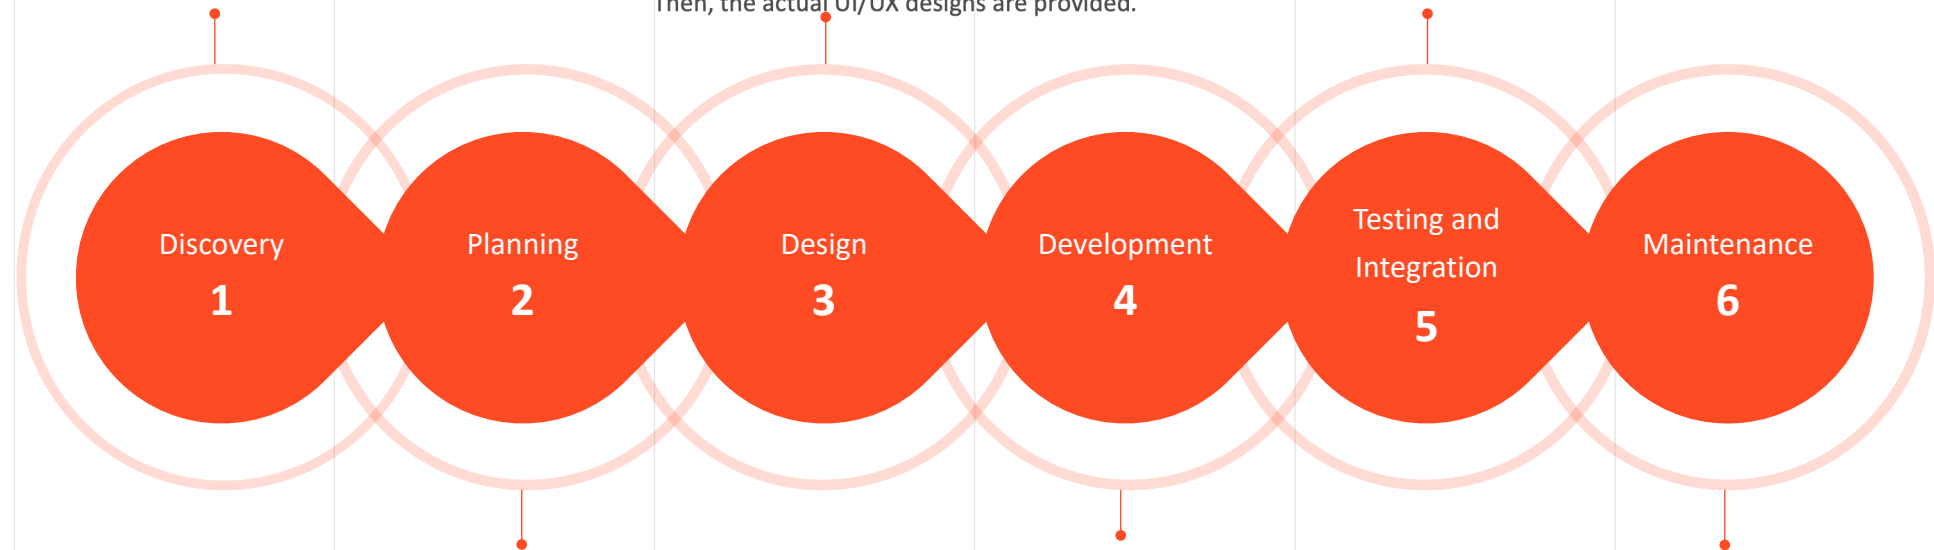 Then, the actual UI/UX designs are provided.
Discovery
1
Planning
2
Design
3
Development
4
Testing and
Integration
5
Maintenance
6